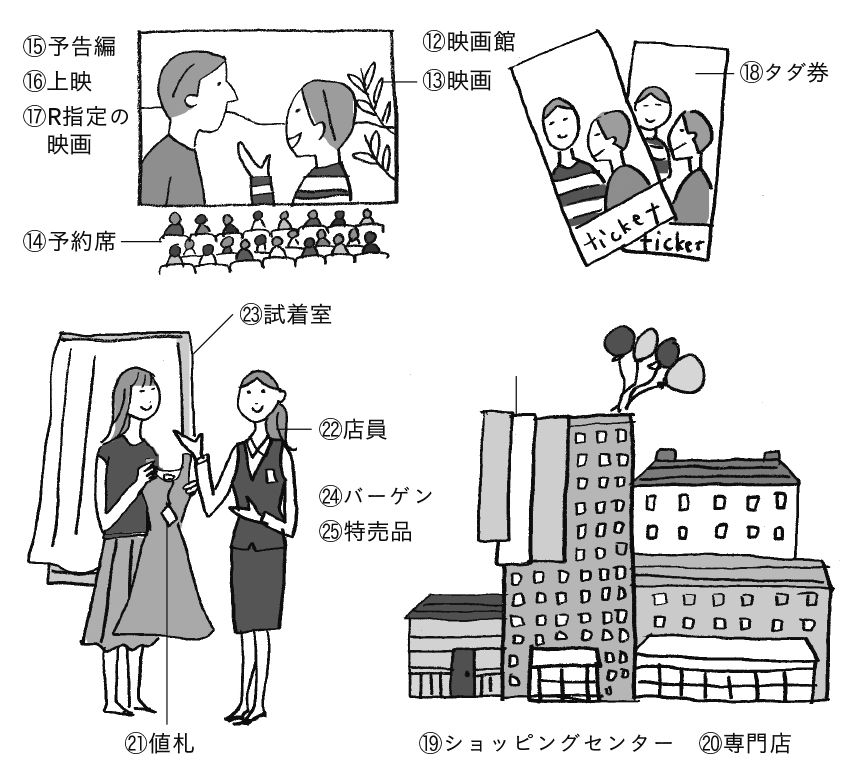 ⑮予告編
⑯上映
⑰R指定の
映画
⑭予約席
⑫映画館
⑬映画
⑱タダ券
ticket
ticker
㉓試着室
㉒店員
㉔バーゲン
㉕特売品
㉑値札
⑲ショッピングセンター
⑳専門店